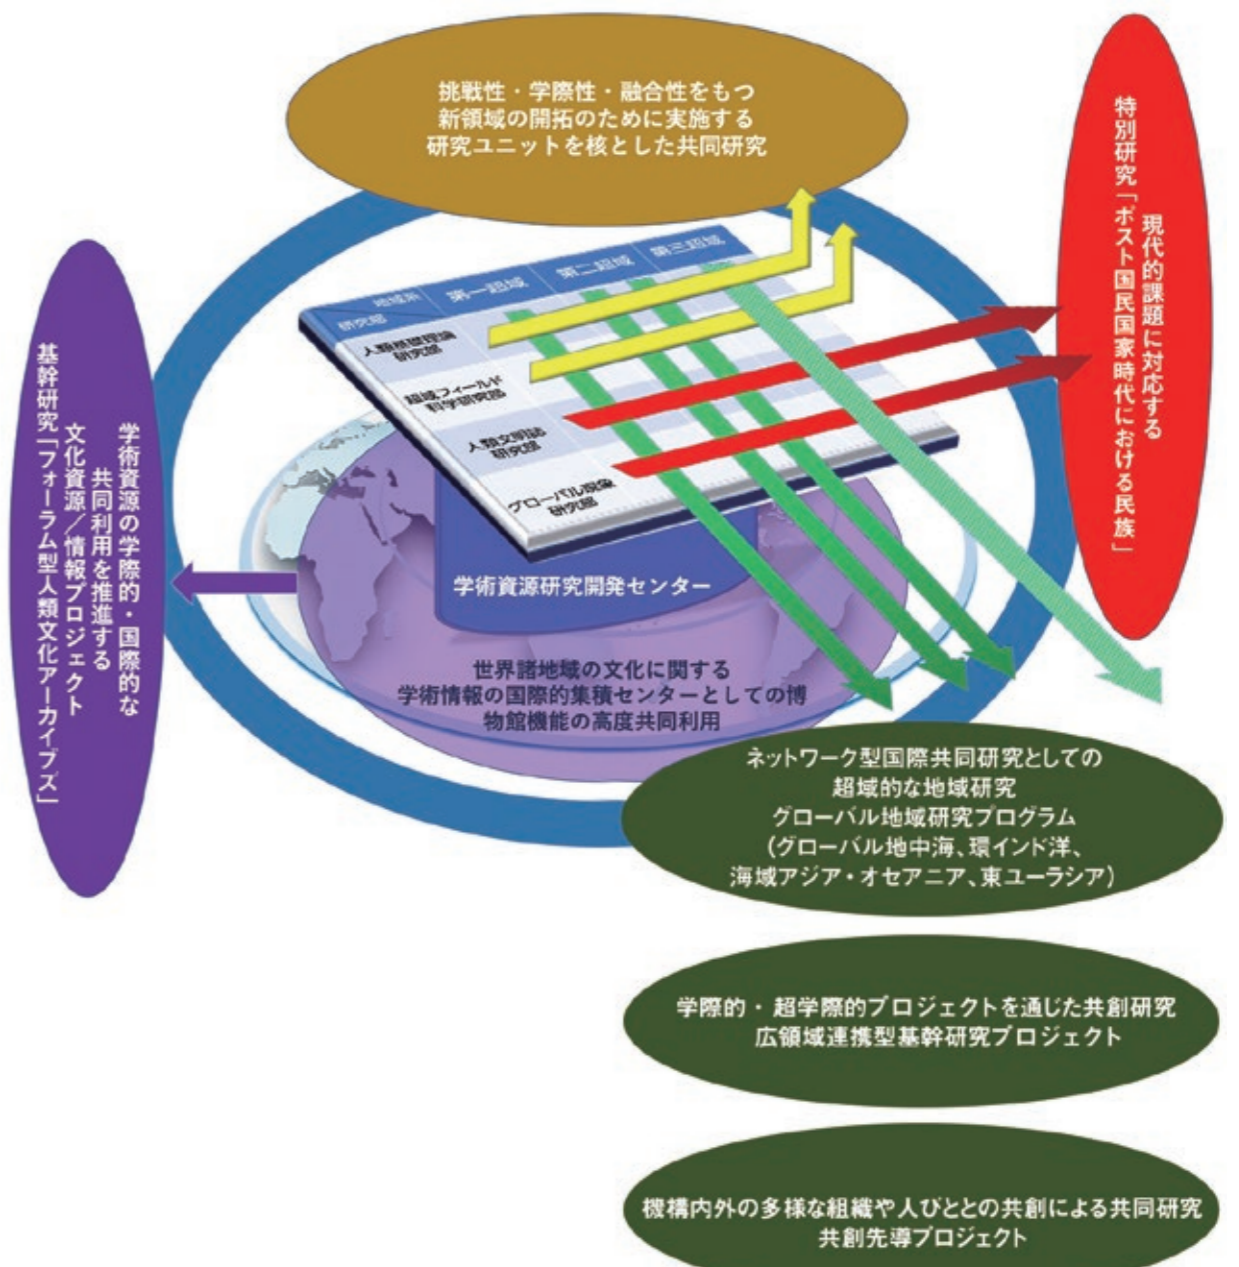 挑戦性・学際性・融合性をもつ
新領域の開拓のために実施する
研究ユニットを核とした共同研究
現代的課題に対応する
特別研究「ポスト国民国家時代における民族」
地域系
研究部
第一超域
第二超域
第三超域
人類基礎理論
研究部
超域フィールド
科学研究部
人類文明誌
研究部
グローバル現象
研究部
学術資源の学際的・国際的な
共同利用を推進する
文化資源／情報プロジェクト
基幹研究「フォーラム型人類文化アーカイブズ」
学術資源研究開発センター
世界諸地域の文化に関する
学術情報の国際的集積センターとしての博
物館機能の高度共同利用
ネットワーク型国際共同研究としての
超域的な地域研究
グローバル地域研究プログラム
（グローバル地中海、環インド洋、
海域アジア・オセアニア、東ユーラシア）
学際的・超学際的プロジェクトを通じた共創研究
広領域連携型基幹研究プロジェクト
機構内外の多様な組織や人びととの共創による共同研究
共創先導プロジェクト